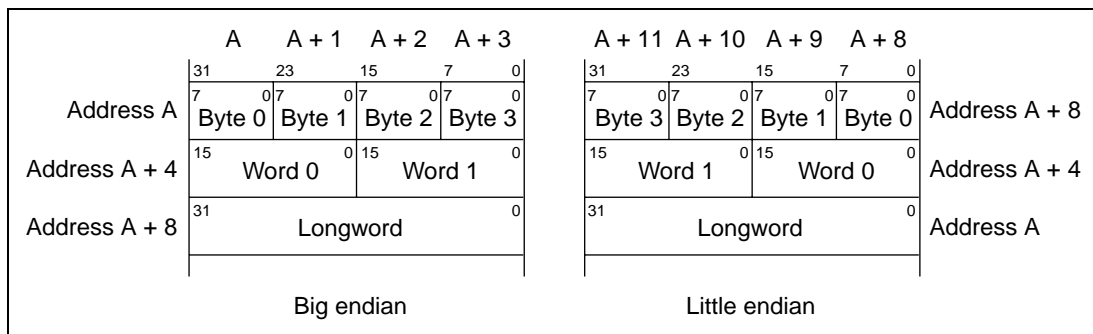 A A + 1 A + 2 A + 3 A + 11 A + 10 A + 9 A + 8
31 23 15 7 0 31 23 15 7 0
Address A 7 Byte 0 0 7 Byte 1 0 7 Byte 2 0 7 Byte 3 0 7 Byte 3 0 7 Byte 2 0 7 Byte 1 0 7 Byte 0 0 Address A + 8
Address A + 4 15 Word 0 0 15 Word 1 0 15 Word 1 0 15 Word 0 0 Address A + 4
Address A + 8 31 Longword 0 31 Longword 0 Address A
Big endian Little endian